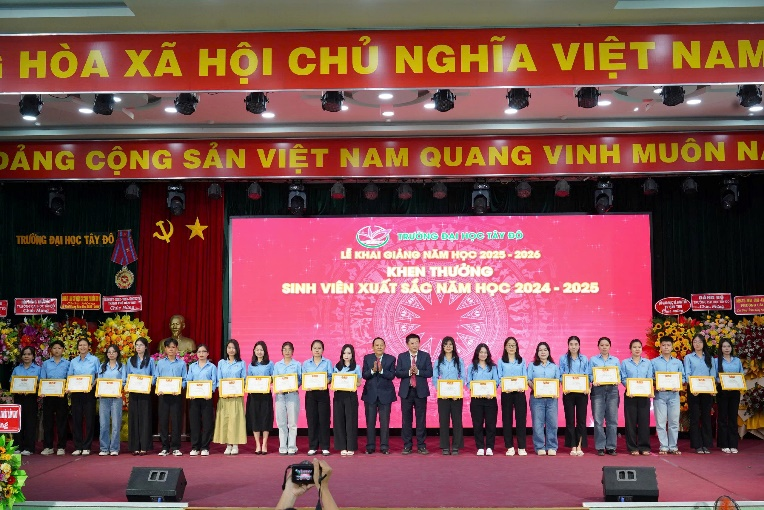 G HÒA XÃ HỘI CHỦ NGHĨA VIỆT NAM
ĐẢNG CỘNG SẢN VIỆT NAM QUANG VINH MUÔN NĂ
TRƯỜNG ĐẠI HỌC TÂY ĐÔ
TRƯỜNG ĐẠI HỌC TÂY ĐÔ
LỄ KHAI GIẢNG NĂM HỌC 2025 - 2026
KHEN THƯỞNG
SINH VIÊN XUẤT SẮC NĂM HỌC 2024 - 2025